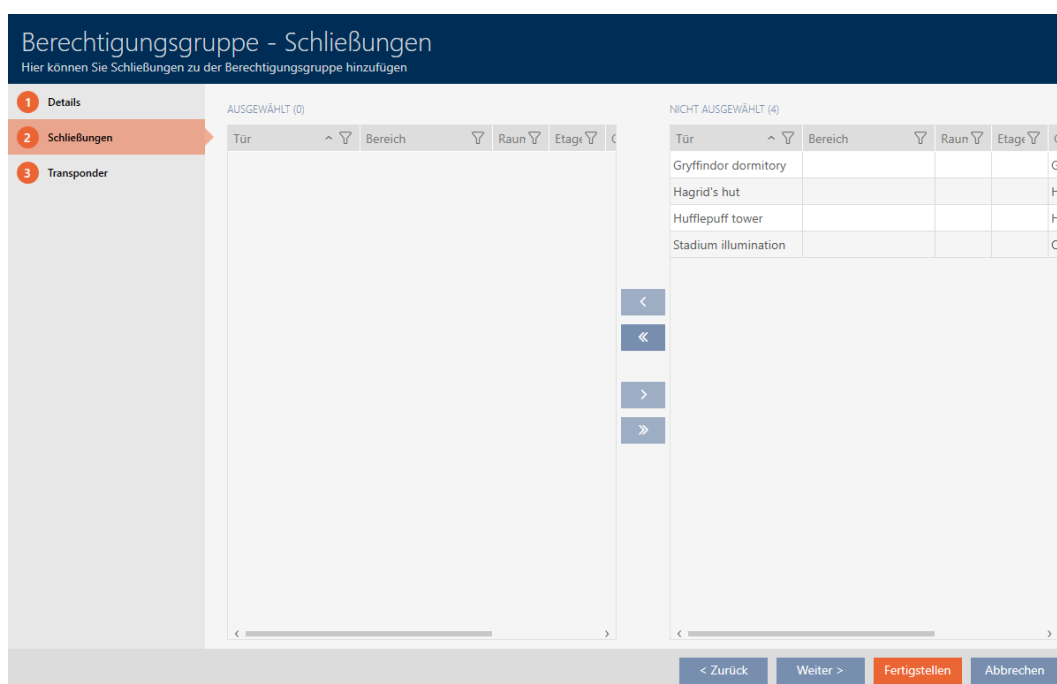 Berechtigungsgruppe - Schließungen
Hier können Sie Schließungen zu der Berechtigungsgruppe hinzufügen
1 Details
2 Schließungen
3 Transponder
AUSGEWÄHLT (0)
Tür Bereich Raum Etage
NICHT AUSGEWÄHLT (4)
Tür Bereich Raum Etage
Gryffindor dormitory
Hagrid's hut
Hufflepuff tower
Stadium illumination
< Zurück Weiter > Fertigstellen Abbrechen